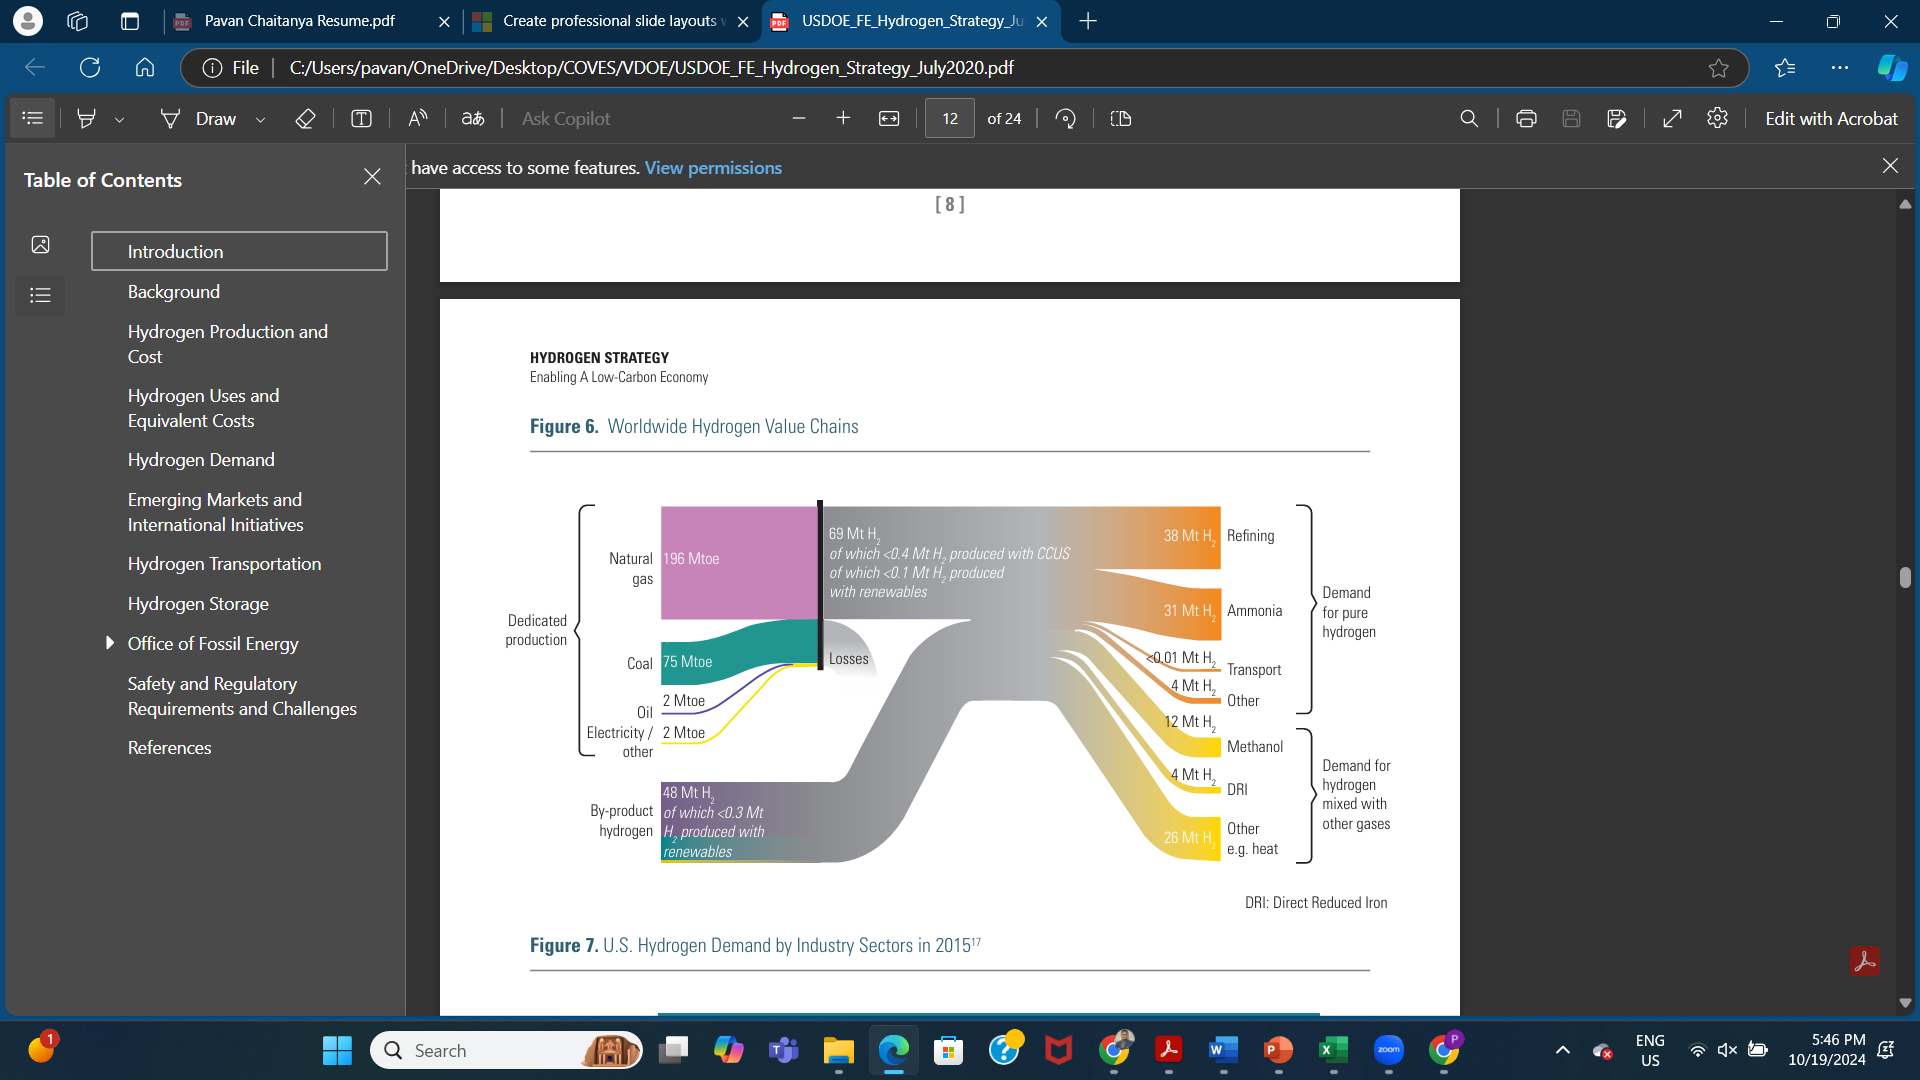 Pavan Chaitanya Resume.pdf
Create professional slide layouts
USDOE_FE_Hydrogen_Strategy_Ju
File
C:/Users/pavan/OneDrive/Desktop/COVES/VDOE/USDOE_FE_Hydrogen_Strategy_July2020.pdf
Draw
Ask Copilot
12 of 24
Edit with Acrobat
Table of Contents
have access to some features. View permissions
Introduction
Background
Hydrogen Production and
Cost
Hydrogen Uses and
Equivalent Costs
Hydrogen Demand
Emerging Markets and
International Initiatives
Hydrogen Transportation
Hydrogen Storage
Office of Fossil Energy
Safety and Regulatory
Requirements and Challenges
References
[ 8 ]
HYDROGEN STRATEGY
Enabling A Low-Carbon Economy
Figure 6. Worldwide Hydrogen Value Chains
Dedicated
production
Natural
gas
196 Mtoe
Coal
75 Mtoe
Oil
2 Mtoe
Electricity /
other
2 Mtoe
By-product
hydrogen
48 Mt H2
of which <0.3 Mt
H2 produced with
renewables
69 Mt H2
of which <0.4 Mt H2 produced with CCUS
of which <0.1 Mt H2 produced
with renewables
Losses
38 Mt H2 Refining
31 Mt H2 Ammonia
<0.01 Mt H2 Transport
4 Mt H2 Other
12 Mt H2 Methanol
4 Mt H2 DRI
26 Mt H2 Other
e.g. heat
Demand
for pure
hydrogen
Demand for
hydrogen
mixed with
other gases
DRI: Direct Reduced Iron
Figure 7. U.S. Hydrogen Demand by Industry Sectors in 2015¹⁷
1
Search
zoom
P
ENG
US
5:46 PM
10/19/2024